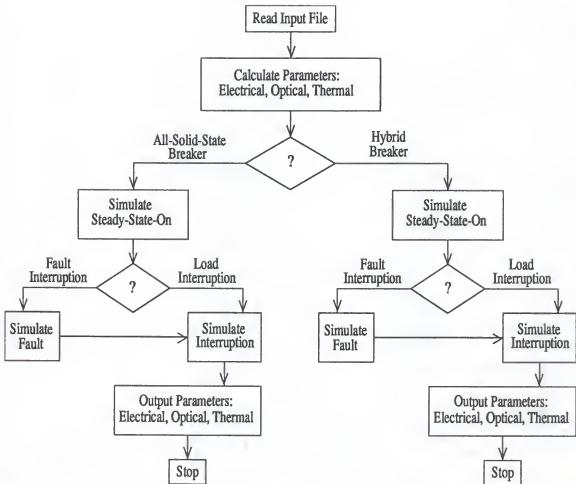 Read Input File
Calculate Parameters:
Electrical, Optical, Thermal
All-Solid-State
Breaker
?
Hybrid
Breaker
Simulate
Steady-State-On
Simulate
Steady-State-On
Fault
Interruption
?
Load
Interruption
Fault
Interruption
?
Load
Interruption
Simulate
Fault
Simulate
Interruption
Simulate
Fault
Simulate
Interruption
Output Parameters:
Electrical, Optical, Thermal
Output Parameters:
Electrical, Optical, Thermal
Stop
Stop